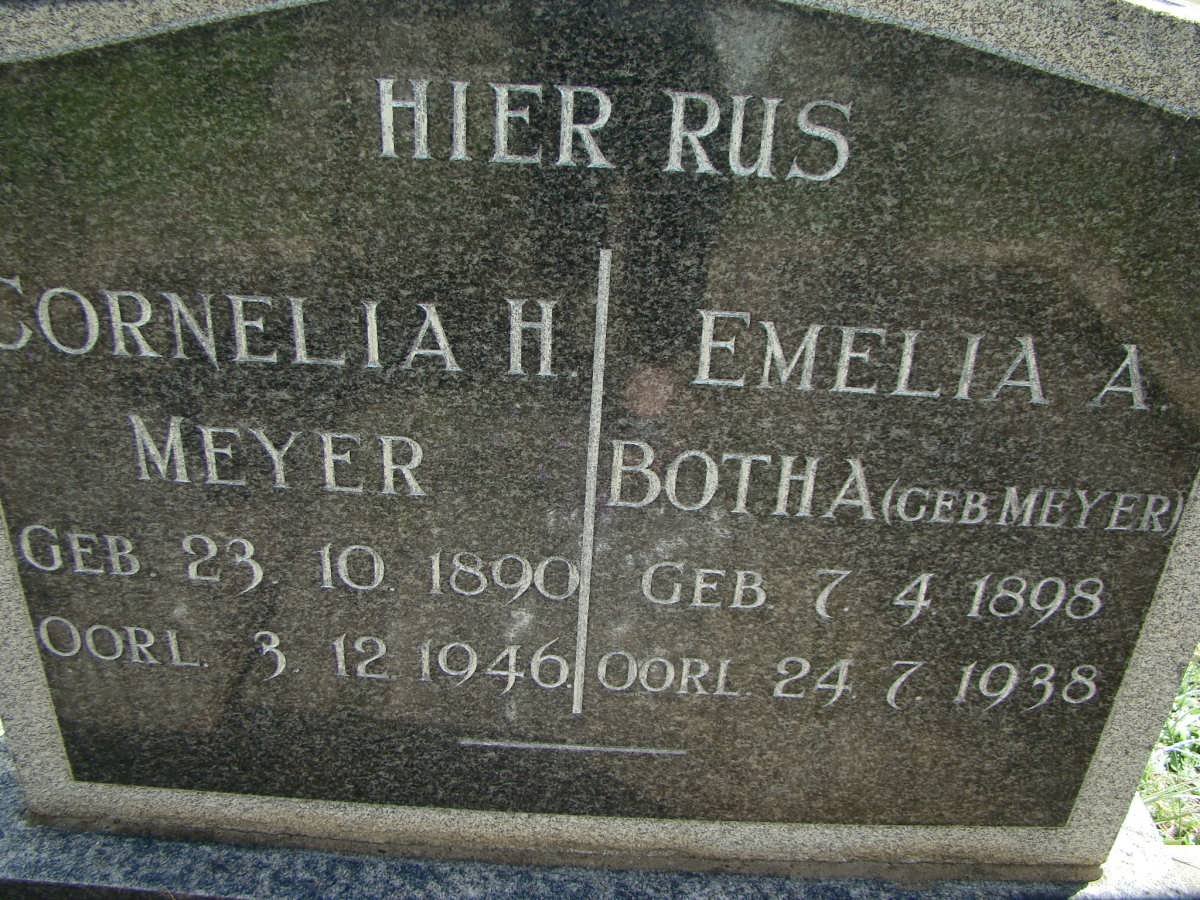 HIER RUS
CORNELIA H.
MEYER
GEB. 23. 10. 1890
OORL. 3. 12. 1946.
EMELIA A.
BOTHA (GEB MEYER)
GEB. 7. 4. 1898
OORL. 24. 7. 1938